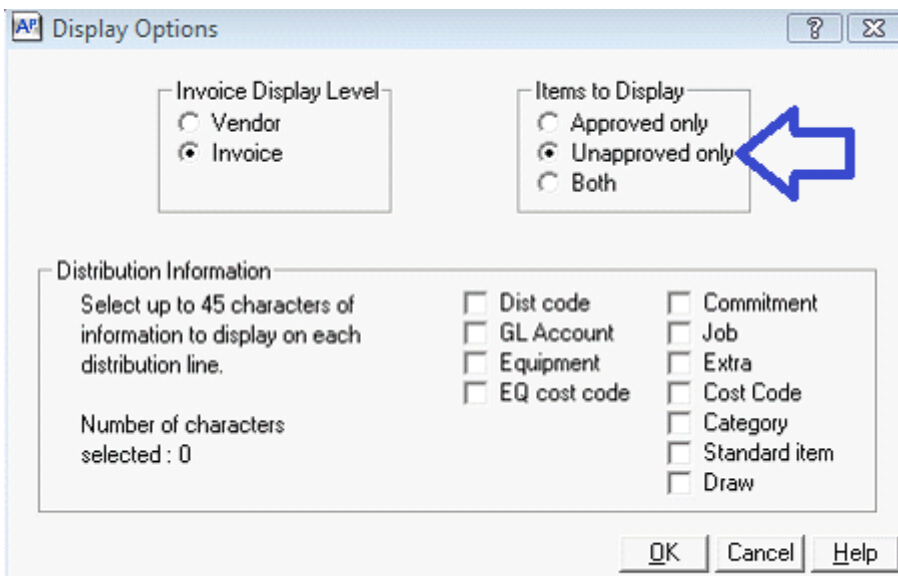 AP Display Options
Invoice Display Level
Vendor
Invoice
Items to Display
Approved only
Unapproved only
Both
Distribution Information
Select up to 45 characters of
information to display on each
distribution line.
Number of characters
selected : 0
Dist code
GL Account
Equipment
EQ cost code
Commitment
Job
Extra
Cost Code
Category
Standard item
Draw
OK Cancel Help